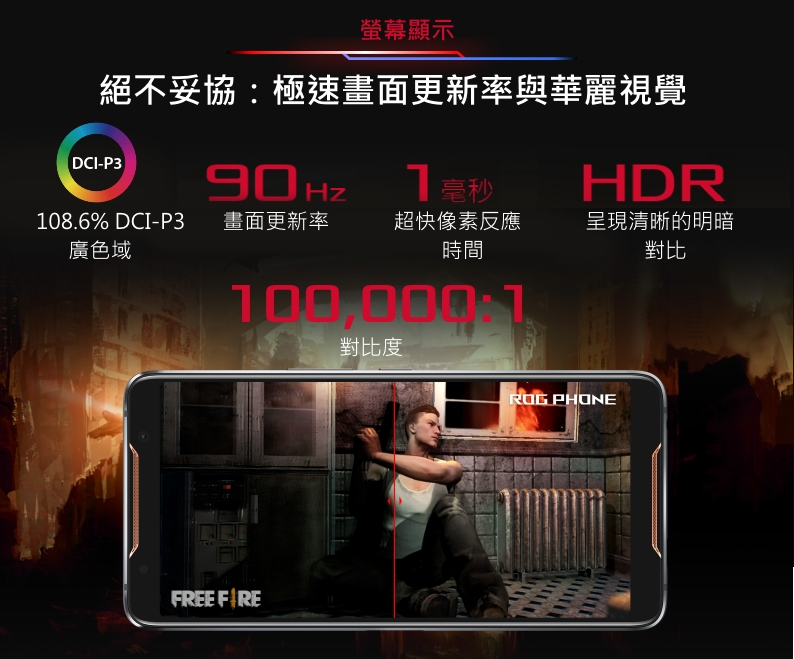 螢幕顯示
絕不妥協：極速畫面更新率與華麗視覺
DCI-P3
108.6% DCI-P3
廣色域
90Hz
畫面更新率
1毫秒
超快像素反應
時間
HDR
呈現清晰的明暗
對比
100,000:1
對比度
ROG PHONE
FREE FIRE